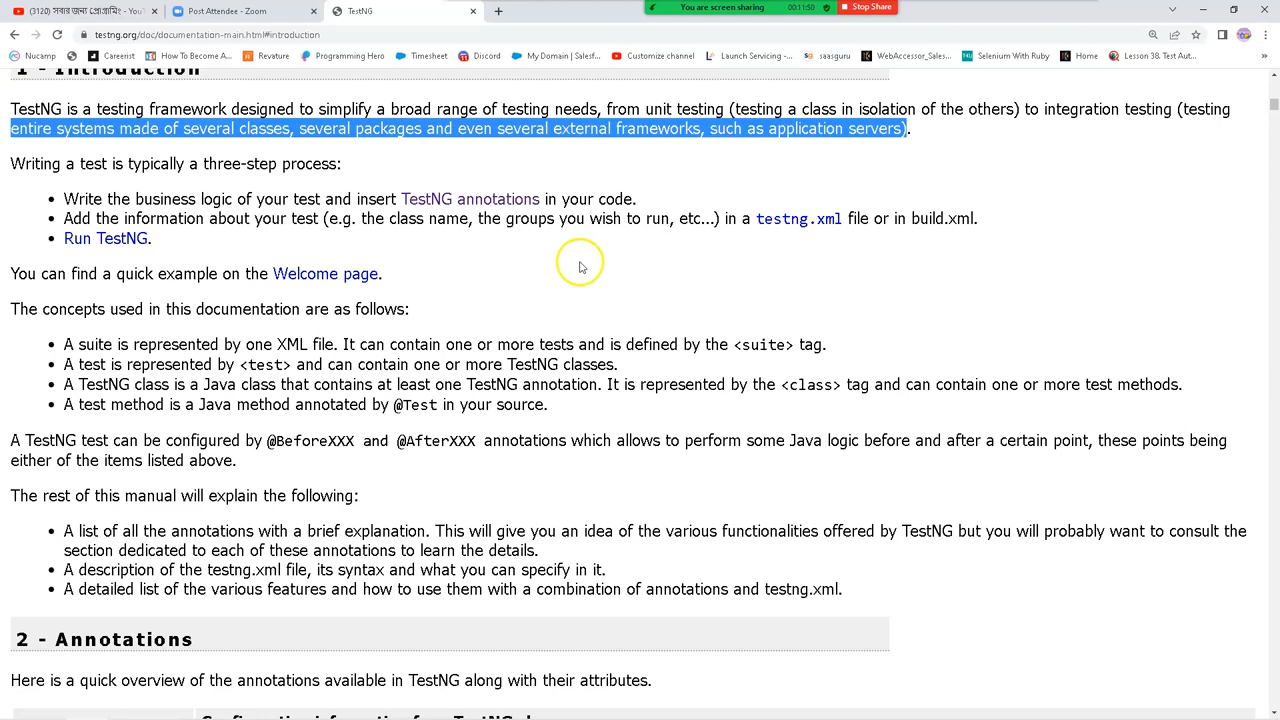 (3120) সবার জন্য প্রোগ্রামিং - YouT
Post Attendee - Zoom
TestNG
You are screen sharing
00:11:50
Stop Share
testng.org/doc/documentation-main.html#introduction
Nucamp
Careerist
How To Become A...
Revature
Programming Hero
Timesheet
Discord
My Domain | Salesf...
Customize channel
Launch Servicing -...
saasguru
WebAccessor_Sales...
Selenium With Ruby
Home
Lesson 38. Test Aut...
1 - Introduction
TestNG is a testing framework designed to simplify a broad range of testing needs, from unit testing (testing a class in isolation of the others) to integration testing (testing
entire systems made of several classes, several packages and even several external frameworks, such as application servers).
Writing a test is typically a three-step process:
• Write the business logic of your test and insert TestNG annotations in your code.
• Add the information about your test (e.g. the class name, the groups you wish to run, etc...) in a testng.xml file or in build.xml.
• Run TestNG.
You can find a quick example on the Welcome page.
The concepts used in this documentation are as follows:
• A suite is represented by one XML file. It can contain one or more tests and is defined by the <suite> tag.
• A test is represented by <test> and can contain one or more TestNG classes.
• A TestNG class is a Java class that contains at least one TestNG annotation. It is represented by the <class> tag and can contain one or more test methods.
• A test method is a Java method annotated by @Test in your source.
A TestNG test can be configured by @BeforeXXX and @AfterXXX annotations which allows to perform some Java logic before and after a certain point, these points being
either of the items listed above.
The rest of this manual will explain the following:
• A list of all the annotations with a brief explanation. This will give you an idea of the various functionalities offered by TestNG but you will probably want to consult the
section dedicated to each of these annotations to learn the details.
• A description of the testng.xml file, its syntax and what you can specify in it.
• A detailed list of the various features and how to use them with a combination of annotations and testng.xml.
2 - Annotations
Here is a quick overview of the annotations available in TestNG along with their attributes.